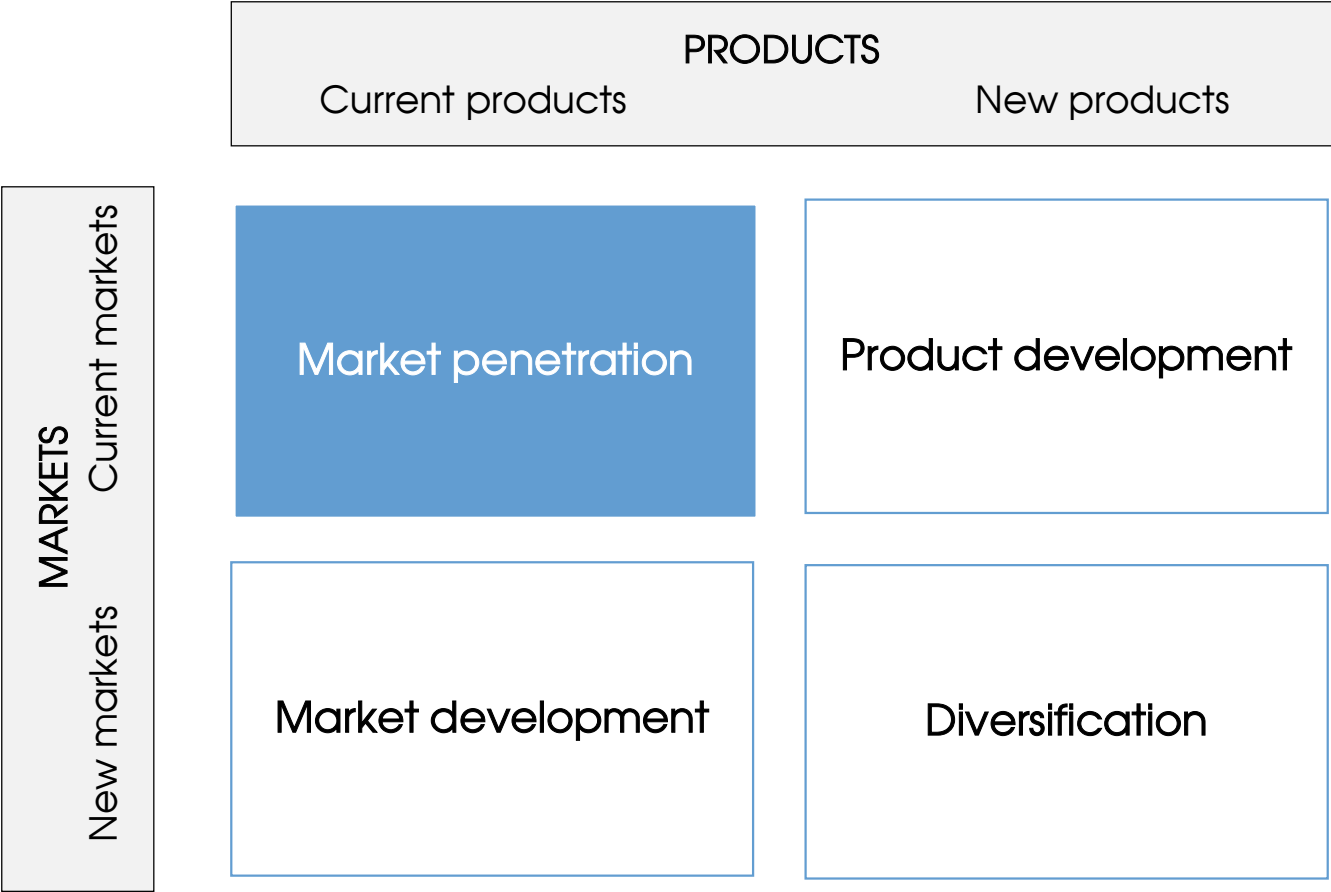 PRODUCTS
Current products
New products
MARKETS
Current markets
New markets
Market penetration
Product development
Market development
Diversification